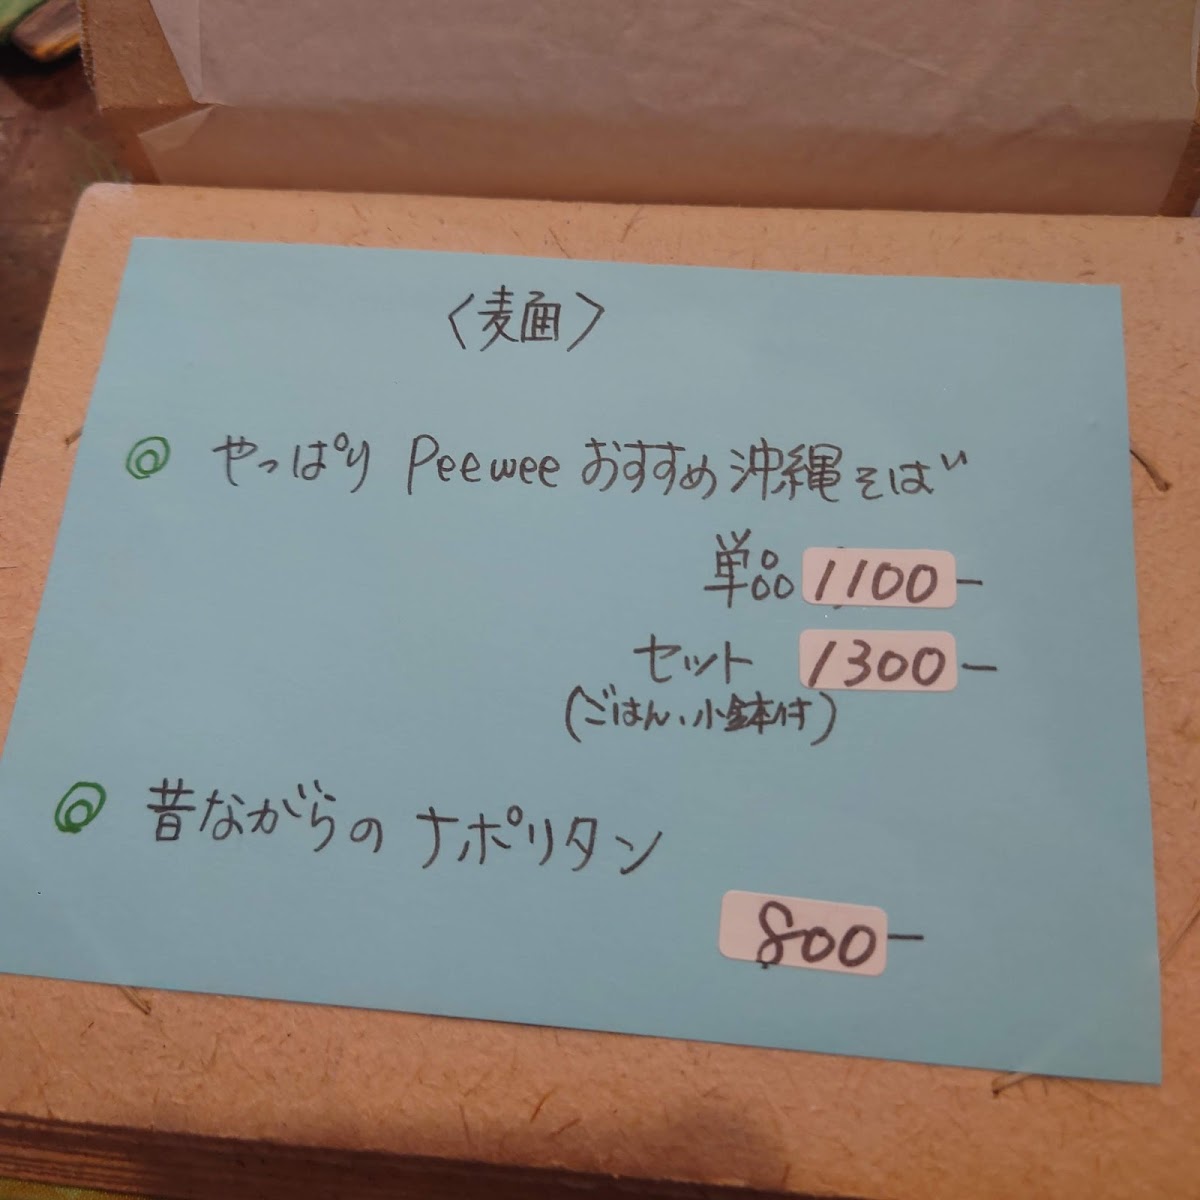 〈麺〉
◎ やっぱり Peewee おすすめ沖縄そば
単品 1100-
セット 1300-
(ごはん、小鉢付)
◎ 昔ながらの ナポリタン
800-